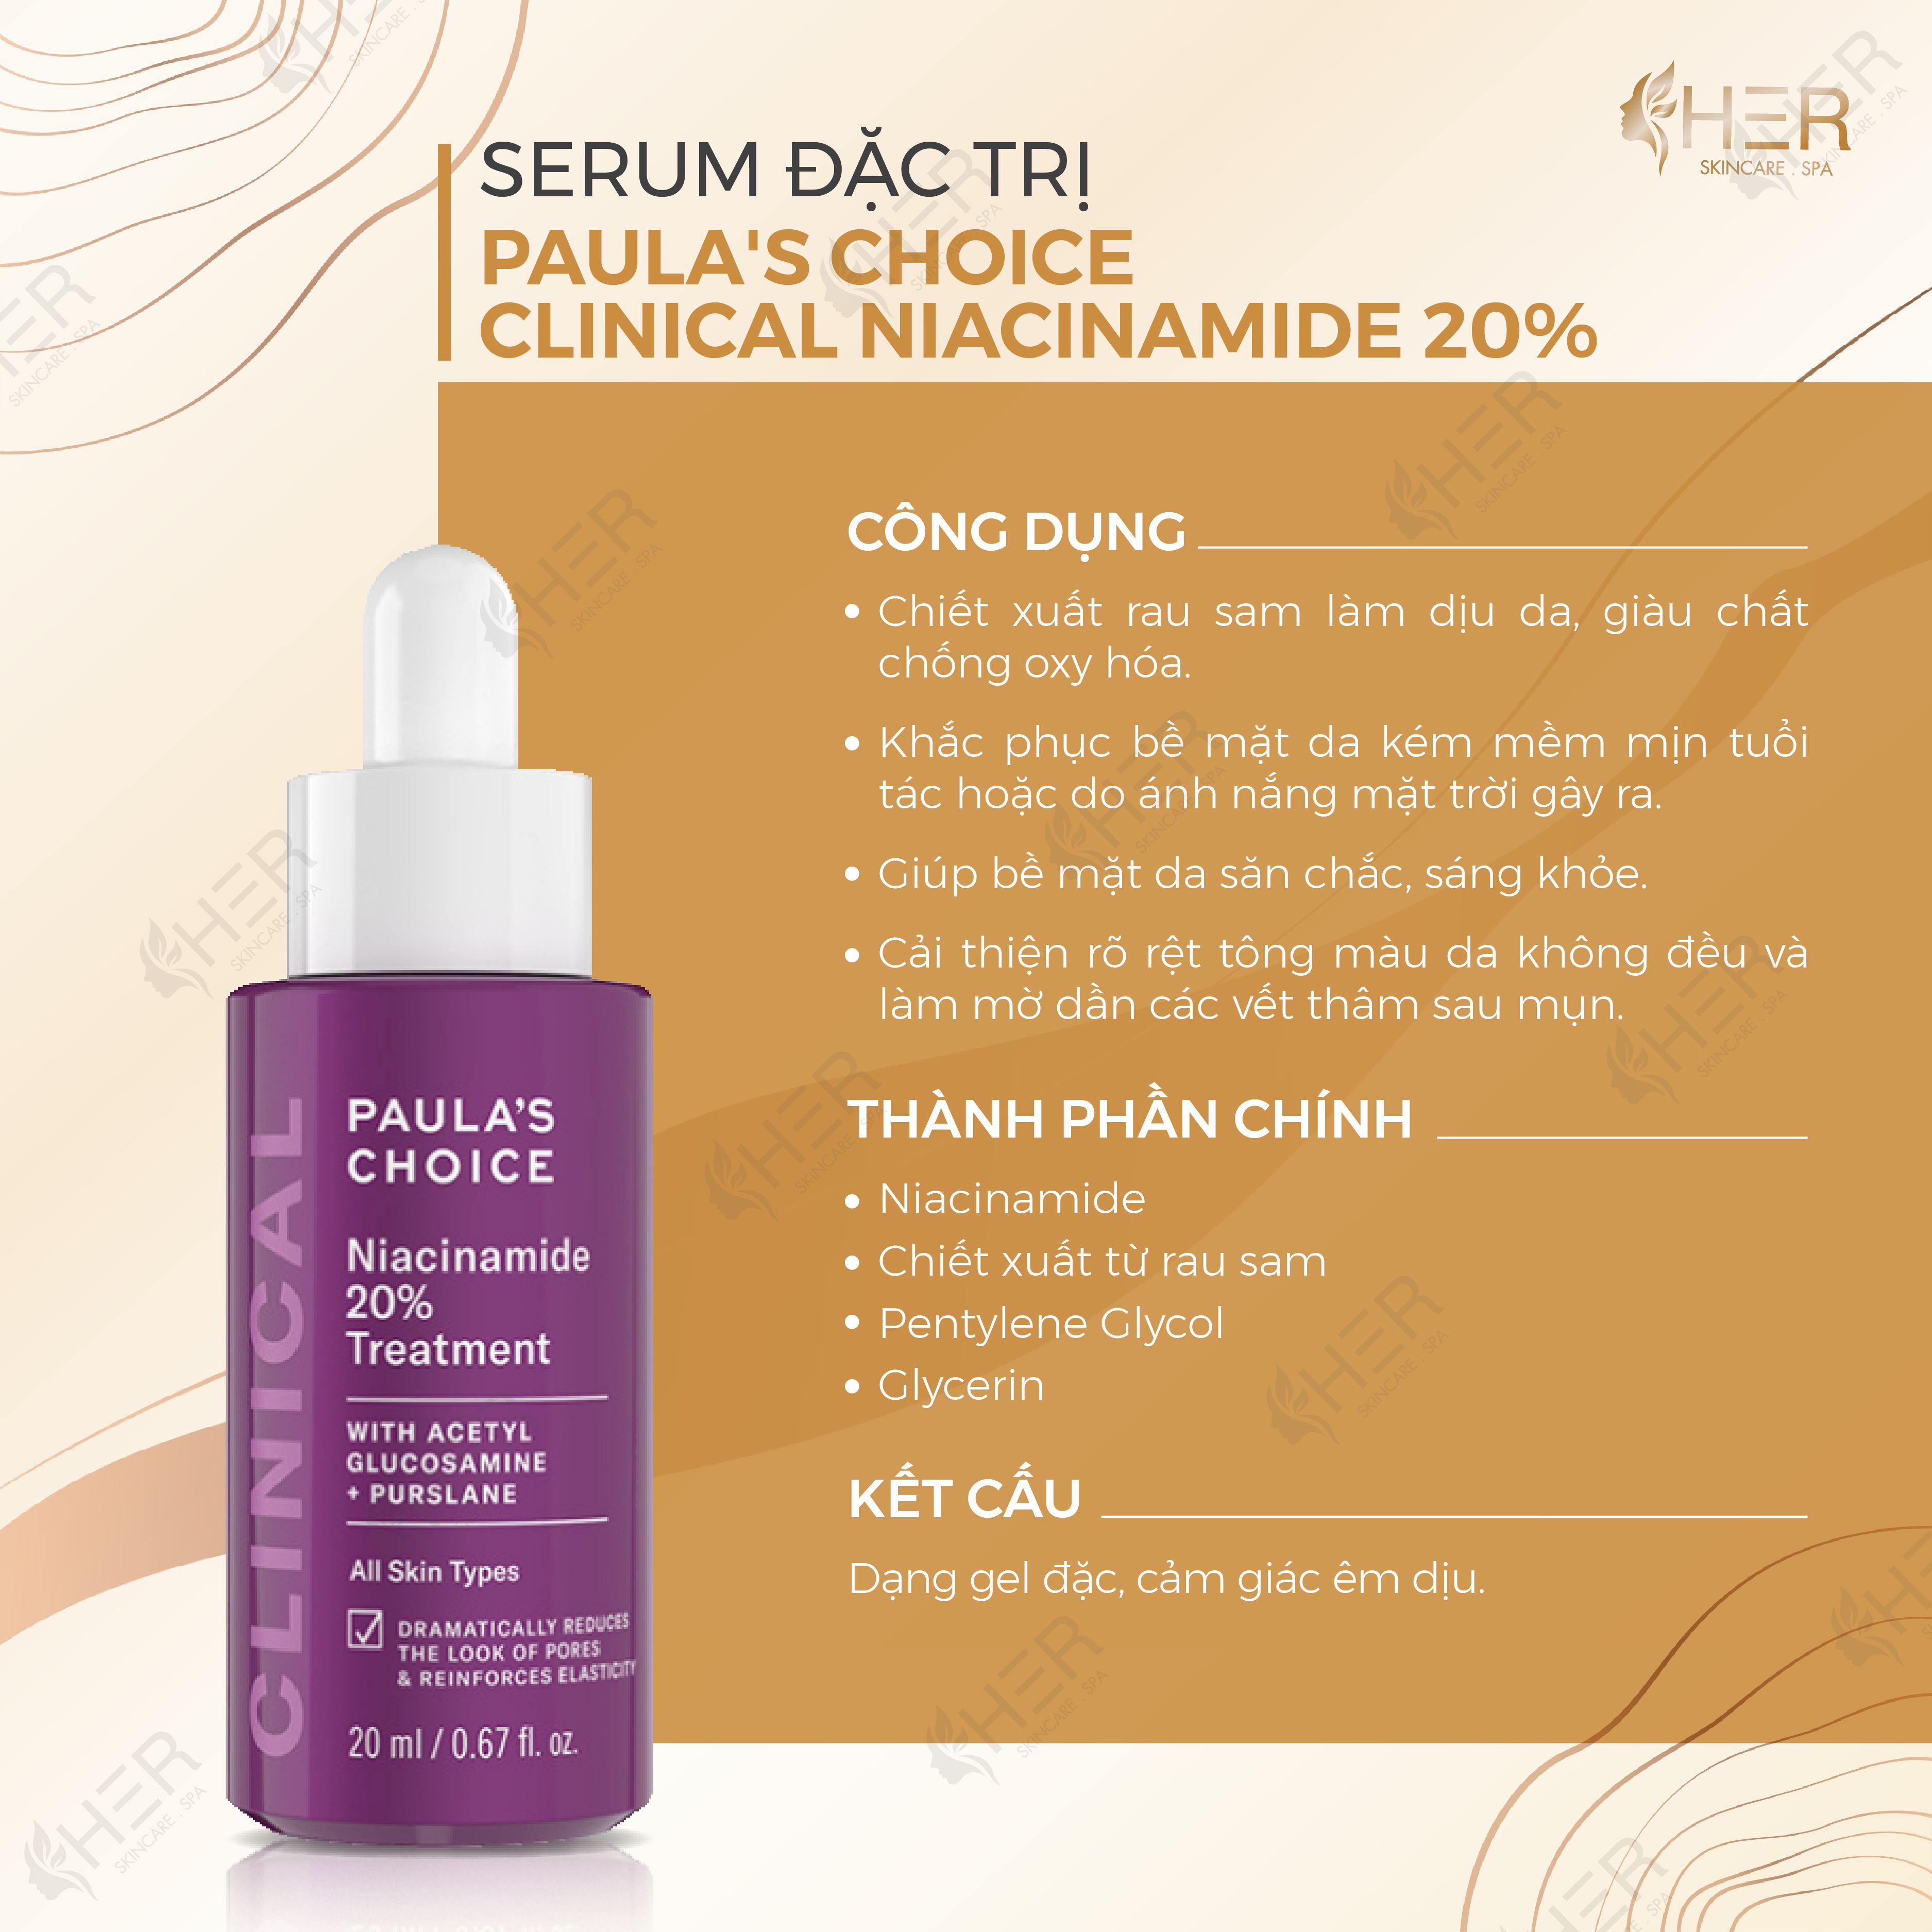 HER
SKINCARE . SPA
SERUM ĐẶC TRỊ
PAULA'S CHOICE
CLINICAL NIACINAMIDE 20%
CÔNG DỤNG
• Chiết xuất rau sam làm dịu da, giàu chất
chống oxy hóa.
• Khắc phục bề mặt da kém mềm mịn tuổi
tác hoặc do ánh nắng mặt trời gây ra.
• Giúp bề mặt da săn chắc, sáng khỏe.
• Cải thiện rõ rệt tông màu da không đều và
làm mờ dần các vết thâm sau mụn.
THÀNH PHẦN CHÍNH
• Niacinamide
• Chiết xuất từ rau sam
• Pentylene Glycol
• Glycerin
KẾT CẤU
Dạng gel đặc, cảm giác êm dịu.
CLINICAL
PAULA'S
CHOICE
Niacinamide
20%
Treatment
WITH ACETYL
GLUCOSAMINE
+ PURSLANE
All Skin Types
DRAMATICALLY REDUCES
THE LOOK OF PORES
& REINFORCES ELASTICITY
20 ml / 0.67 fl. oz.